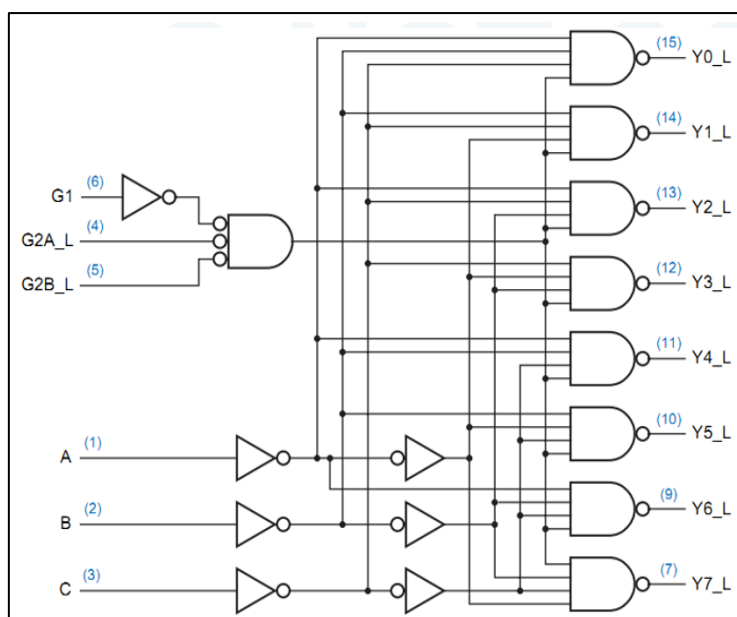 (15) Y0_L
(14) Y1_L
(6) G1
(13) Y2_L
(4) G2A_L
(12) Y3_L
(5) G2B_L
(11) Y4_L
(10) Y5_L
(1) A
(9) Y6_L
(2) B
(7) Y7_L
(3) C